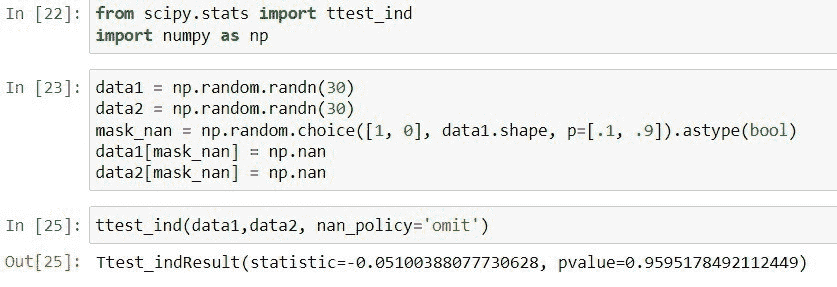 In [22]: from scipy.stats import ttest_ind
import numpy as np
In [23]: data1 = np.random.randn(30)
data2 = np.random.randn(30)
mask_nan = np.random.choice([1, 0], data1.shape, p=[.1, .9]).astype(bool)
data1[mask_nan] = np.nan
data2[mask_nan] = np.nan
In [25]: ttest_ind(data1,data2, nan_policy='omit')
Out[25]: Ttest_indResult(statistic=-0.05100388077730628, pvalue=0.9595178492112449)